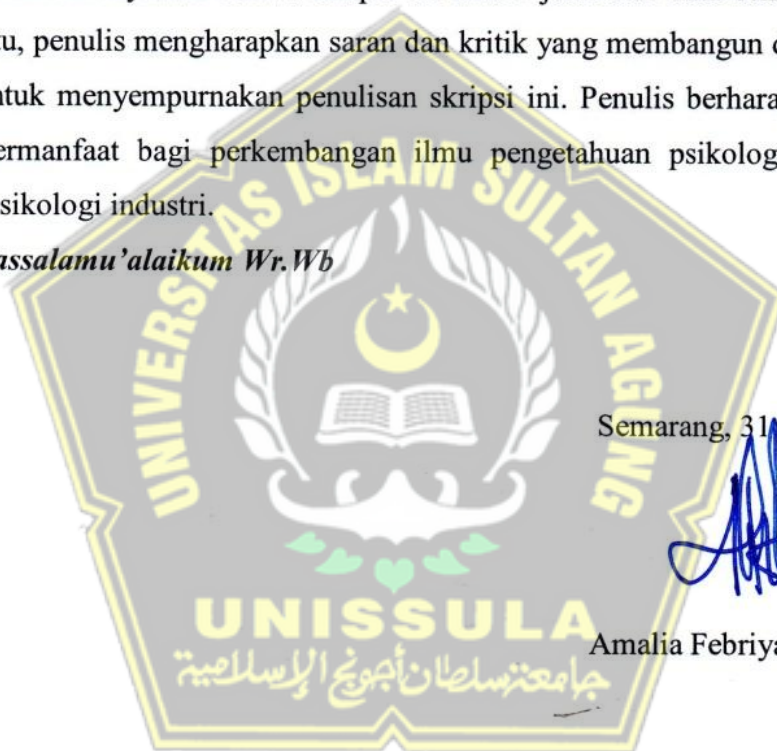 tu, penulis mengharapkan saran dan kritik yang membangun
ntuk menyempurnakan penulisan skripsi ini. Penulis berhara
ermanfaat bagi perkembangan ilmu pengetahuan psikolog
sikologi industri.
assalamu’alaikum Wr.Wb
UNIVERSITAS ISLAM SULTAN AGUNG
Semarang, 31
UNISSULA
Amalia Febriya
جامعة سلطان أجونج الإسلامية